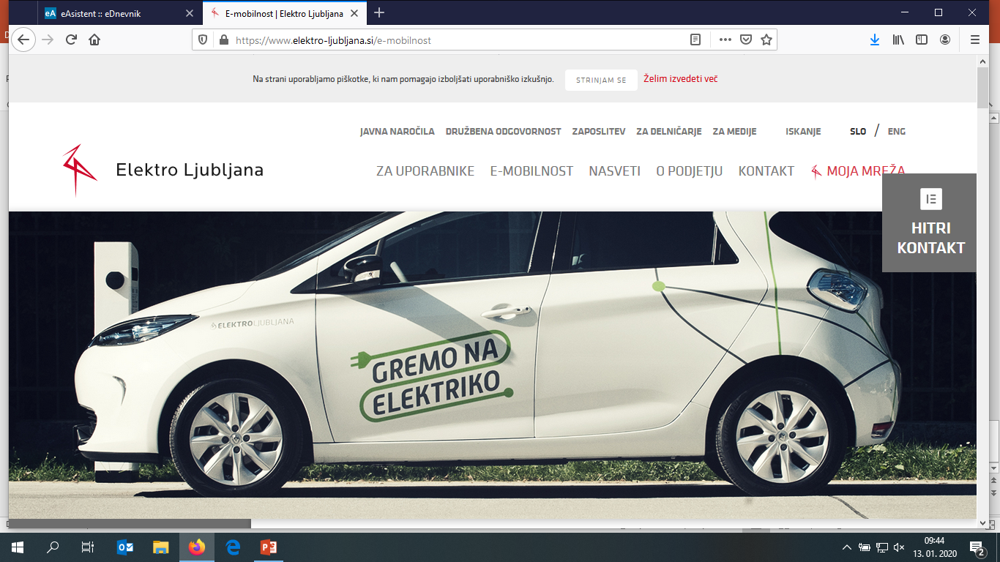 eA eAsistent :: eDnevnik
E-mobilnost | Elektro Ljubljana
https://www.elektro-ljubljana.si/e-mobilnost
Na strani uporabljamo piškotke, ki nam pomagajo izboljšati uporabniško izkušnjo.
STRINJAM SE
Želim izvedeti več
JAVNA NAROČILA DRUŽBENA ODGOVORNOST ZAPOSLITEV ZA DELNIČARJE ZA MEDIJE ISKANJE SLO / ENG
Elektro Ljubljana
ZA UPORABNIKE E-MOBILNOST NASVETI O PODJETJU KONTAKT MOJA MREŽA
HITRI
KONTAKT
ELEKTROLJUBLJANA
GREMO NA
ELEKTRIKO
09:44
13. 01. 2020
2